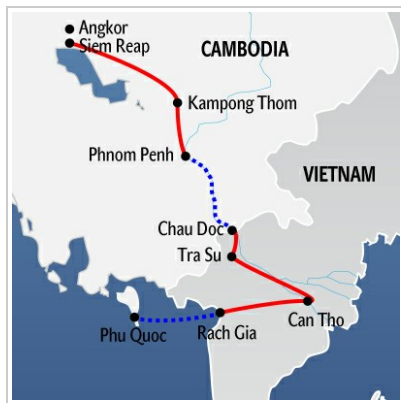 Angkor
Siem Reap
CAMBODIA
Kampong Thom
Phnom Penh
VIETNAM
Chau Doc
Tra Su
Phu Quoc
Rach Gia
Can Tho